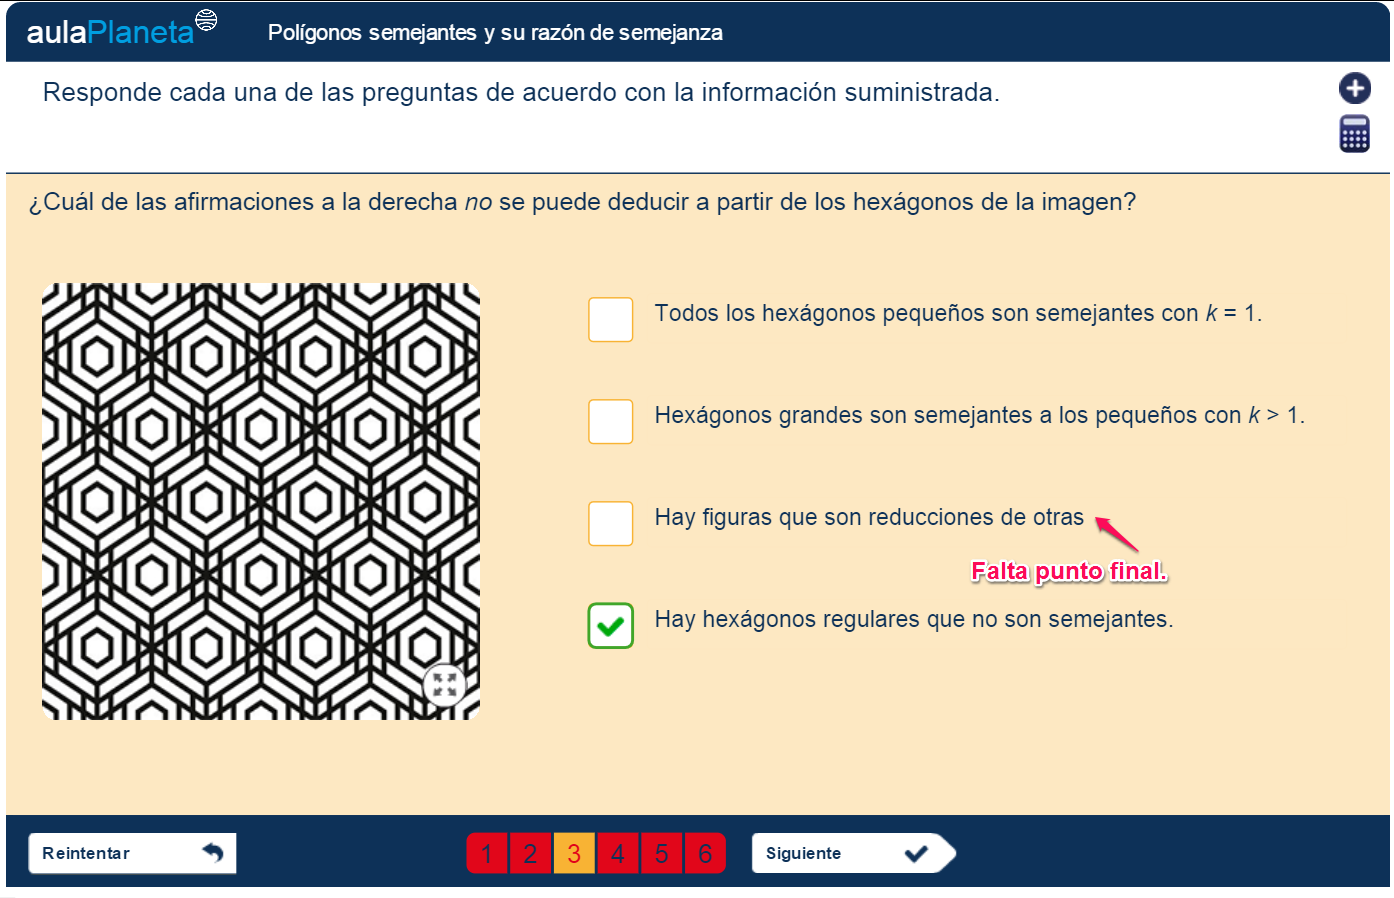 aulaPlaneta
Polígonos semejantes y su razón de semejanza
Responde cada una de las preguntas de acuerdo con la información suministrada.
¿Cuál de las afirmaciones a la derecha no se puede deducir a partir de los hexágonos de la imagen?
Todos los hexágonos pequeños son semejantes con k = 1.
Hexágonos grandes son semejantes a los pequeños con k > 1.
Hay figuras que son reducciones de otras
Falta punto final.
Hay hexágonos regulares que no son semejantes.
Reintentar
1 2 3 4 5 6
Siguiente